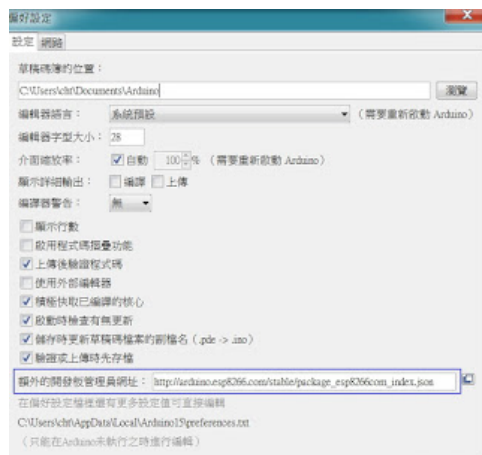 偏好設定
設定 網路
草稿碼簿的位置：
C:\Users\cht\Documents\Arduino 瀏覽
編輯器語言： 系統預設 （需要重新啟動 Arduino）
編輯器字型大小： 28
介面縮放率： 自動 100 % （需要重新啟動 Arduino）
顯示詳細輸出： 編譯 上傳
編譯器警告： 無
顯示行數
啟用程式碼摺疊功能
上傳後驗證程式碼
使用外部編輯器
積極快取已編譯的核心
啟動時檢查有無更新
儲存時更新草稿碼檔案的副檔名（.pde -> .ino）
驗證或上傳時先存檔
額外的開發板管理員網址： http://arduino.esp8266.com/stable/package_esp8266com_index.json
在偏好設定檔裡還有更多設定值可直接編輯
C:\Users\cht\AppData\Local\Arduino15\preferences.txt
（只能在Arduino未執行之時進行編輯）